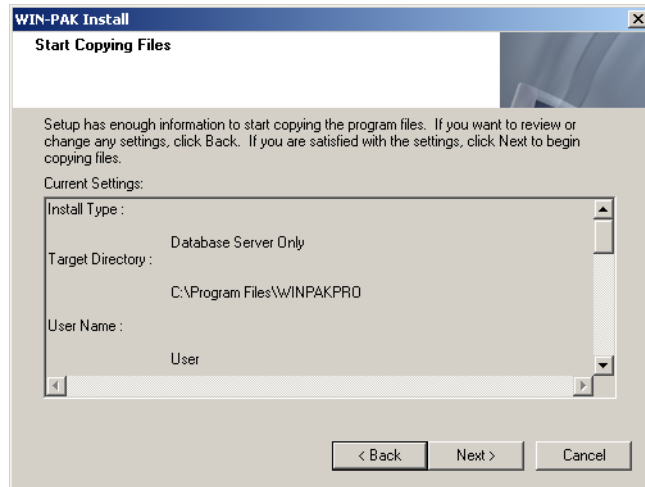 WIN-PAK Install
Start Copying Files
Setup has enough information to start copying the program files. If you want to review or
change any settings, click Back. If you are satisfied with the settings, click Next to begin
copying files.
Current Settings:
Install Type :
Database Server Only
Target Directory :
C:\Program Files\WINPAKPRO
User Name :
User
< Back
Next >
Cancel